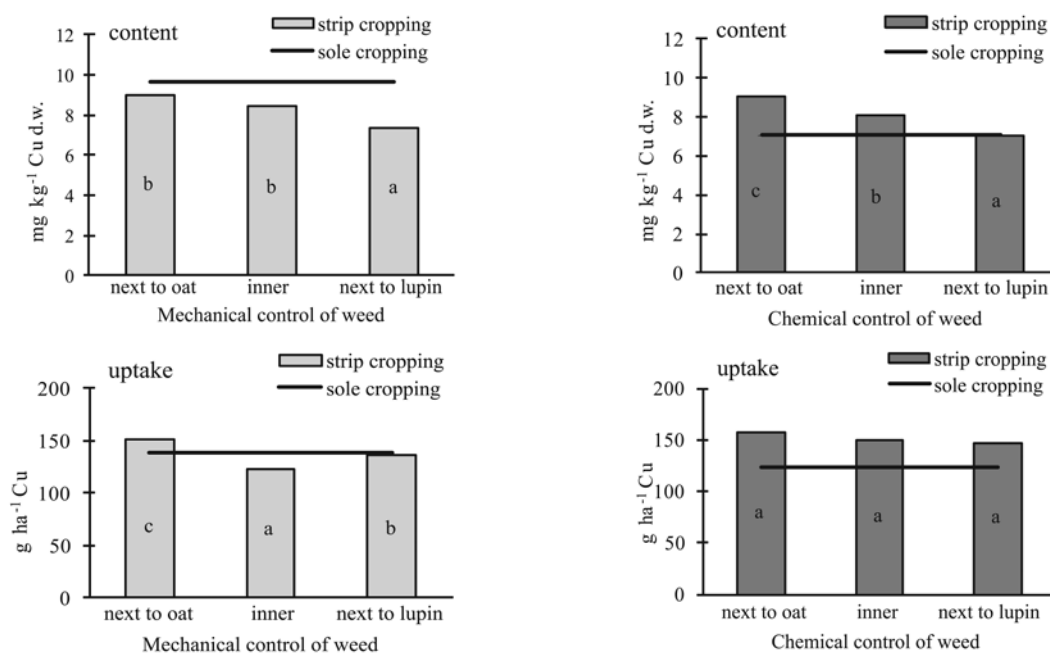 content
strip cropping
sole cropping
12
10
8
6
4
2
0
mg kg-1 Cu d.w.
b
b
a
next to oat inner next to lupin
Mechanical control of weed
content
strip cropping
sole cropping
12
10
8
6
4
2
0
mg kg-1 Cu d.w.
c
b
a
next to oat inner next to lupin
Chemical control of weed
uptake
strip cropping
sole cropping
200
150
100
50
0
g ha-1 Cu
c
a
b
next to oat inner next to lupin
Mechanical control of weed
uptake
strip cropping
sole cropping
200
150
100
50
0
g ha-1 Cu
a
a
a
next to oat inner next to lupin
Chemical control of weed